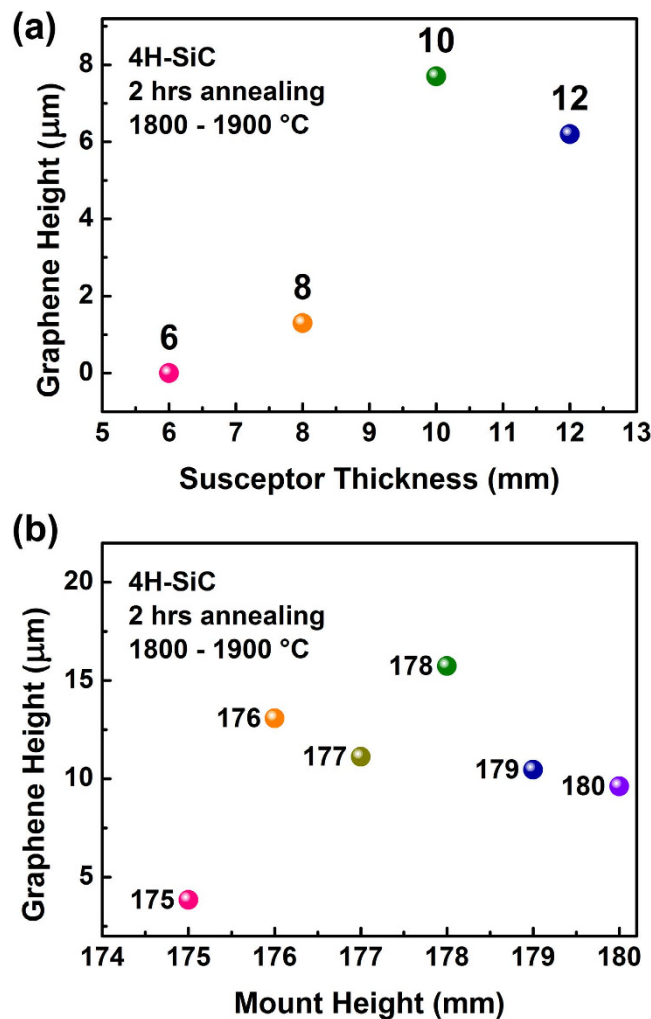 (a)
4H-SiC
2 hrs annealing
1800 - 1900 °C
10
12
8
6
Graphene Height (μm)
8
6
4
2
0
5 6 7 8 9 10 11 12 13
Susceptor Thickness (mm)
(b)
4H-SiC
2 hrs annealing
1800 - 1900 °C
178
176
177
179
180
175
Graphene Height (μm)
20
15
10
5
174 175 176 177 178 179 180
Mount Height (mm)